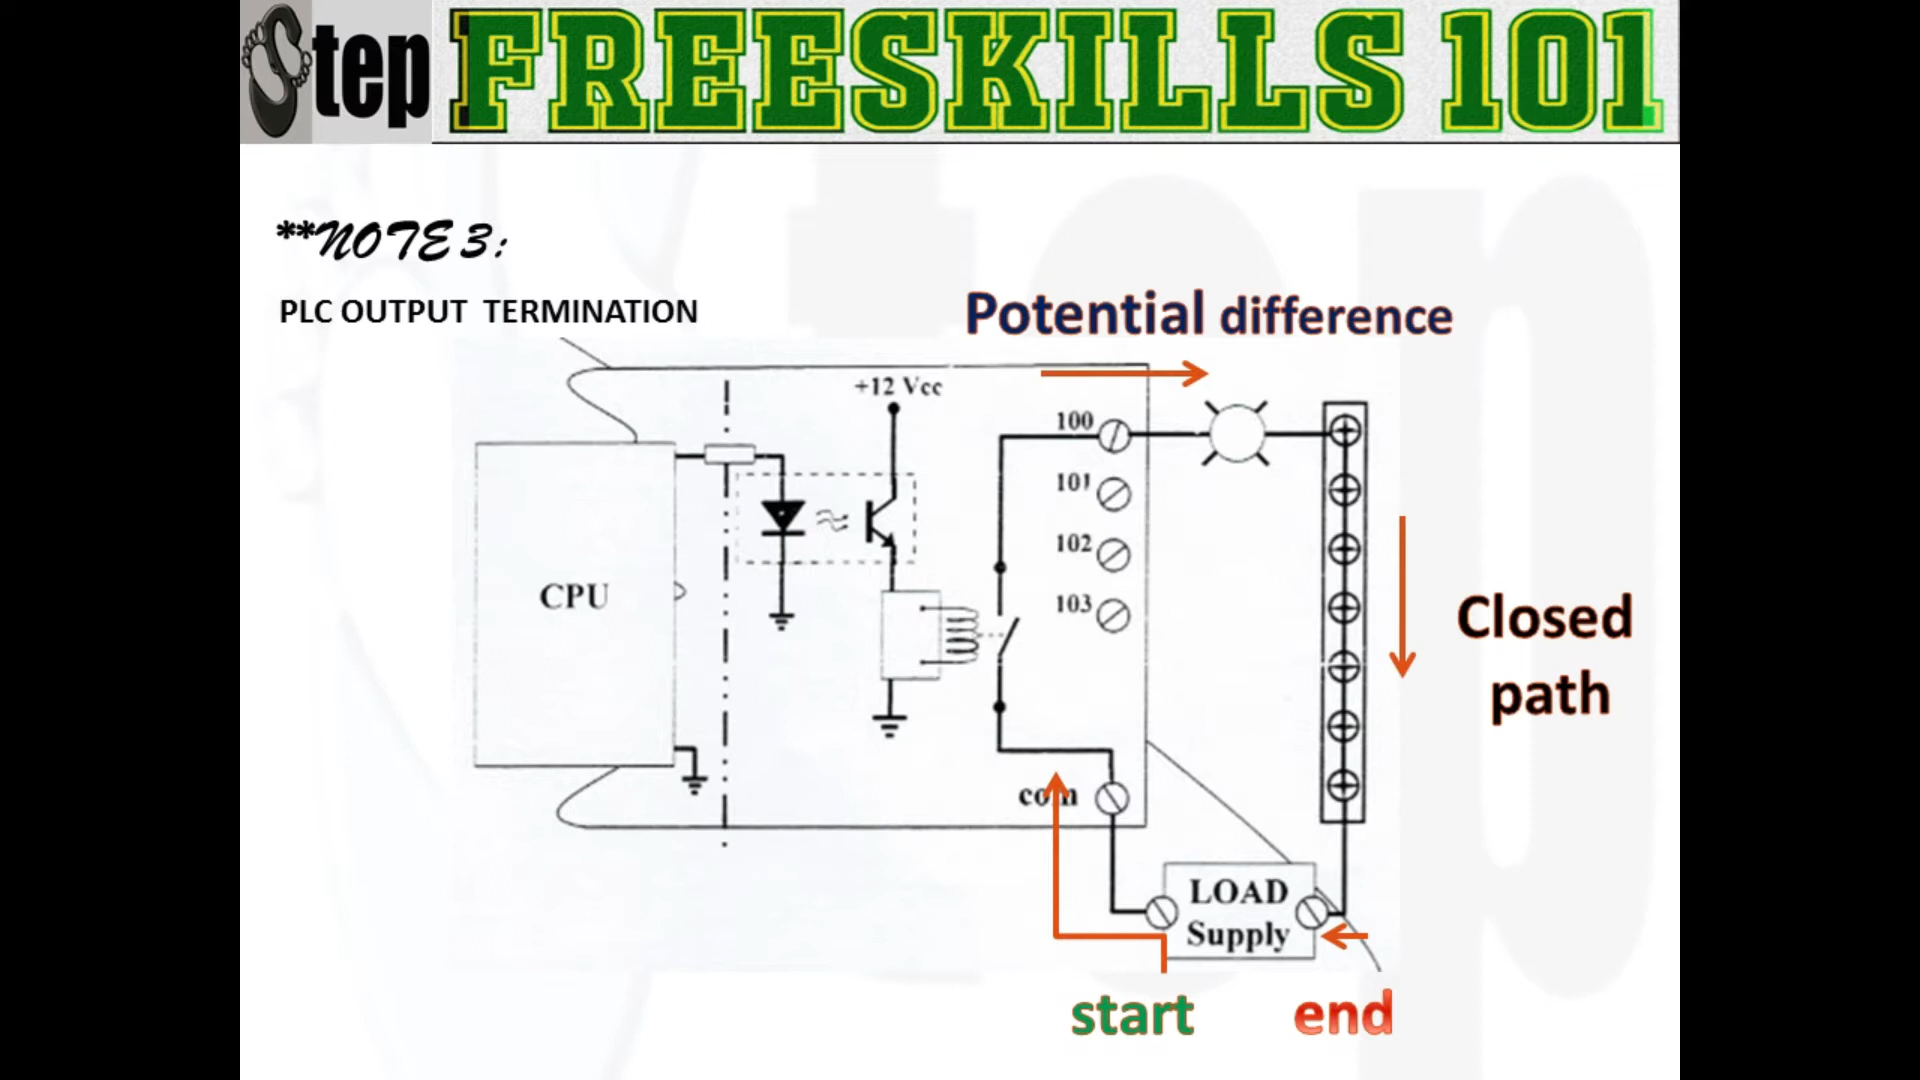 Step FREESKILLS 101
**NOTE 3:
PLC OUTPUT TERMINATION
Potential difference
+12 Vcc
100
101
102
103
CPU
Closed
path
com
LOAD
Supply
start end